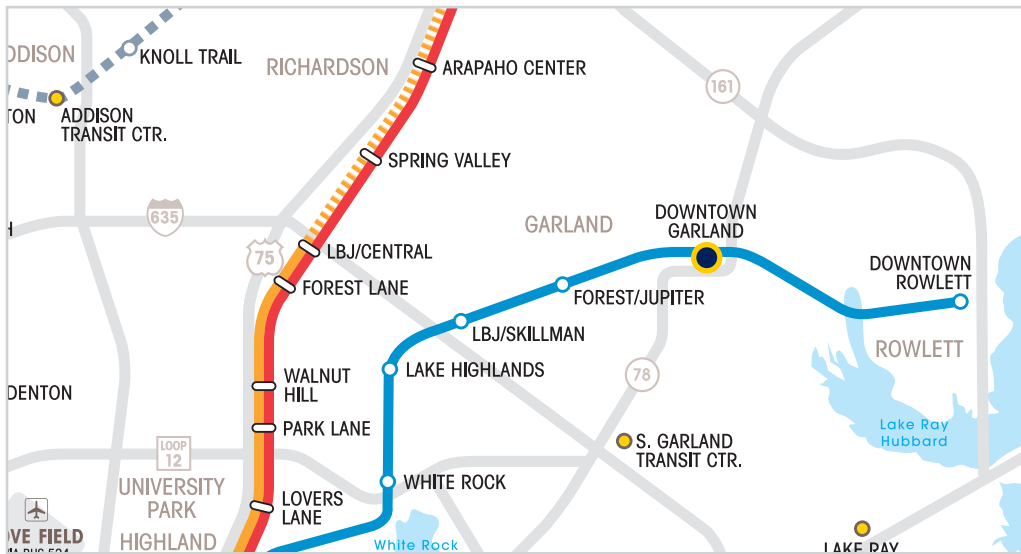 DDISON
KNOLL TRAIL
RICHARDSON
ARAPAHO CENTER
TON
ADDISON
TRANSIT CTR.
161
SPRING VALLEY
635
GARLAND
DOWNTOWN
GARLAND
H
75
LBJ/CENTRAL
DOWNTOWN
ROWLETT
FOREST LANE
FOREST/JUPITER
LBJ/SKILLMAN
ROWLETT
LAKE HIGHLANDS
WALNUT
HILL
78
DENTON
PARK LANE
Lake Ray
Hubbard
S. GARLAND
TRANSIT CTR.
LOOP
12
WHITE ROCK
UNIVERSITY
PARK
LOVERS
LANE
OVE FIELD
HIGHLAND
White Rock
LAKE RAY